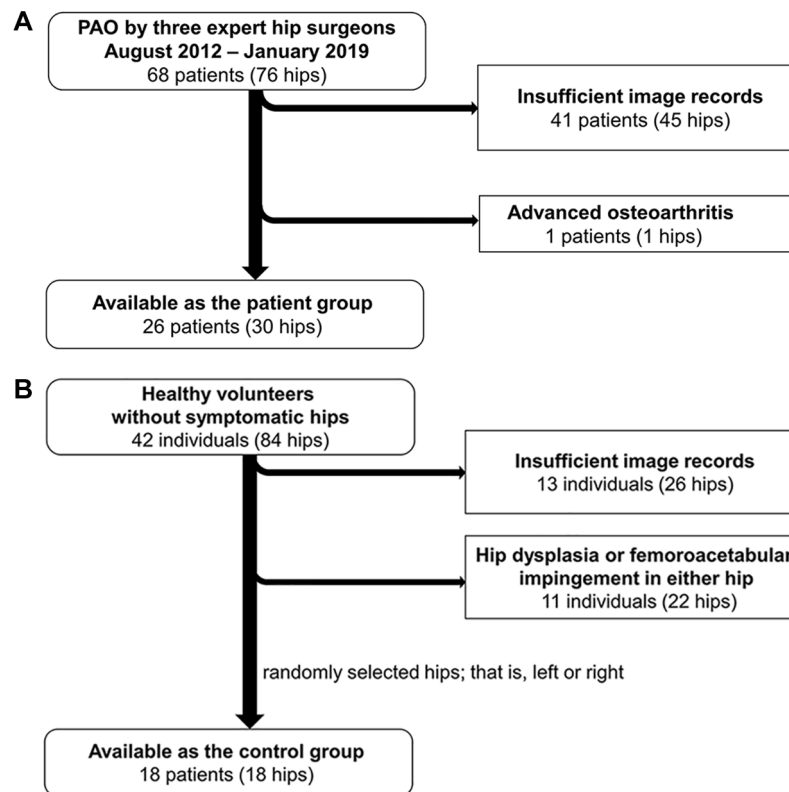 A
PAO by three expert hip surgeons
August 2012 – January 2019
68 patients (76 hips)
Insufficient image records
41 patients (45 hips)
Advanced osteoarthritis
1 patients (1 hips)
Available as the patient group
26 patients (30 hips)
B
Healthy volunteers
without symptomatic hips
42 individuals (84 hips)
Insufficient image records
13 individuals (26 hips)
Hip dysplasia or femoroacetabular
impingement in either hip
11 individuals (22 hips)
randomly selected hips; that is, left or right
Available as the control group
18 patients (18 hips)